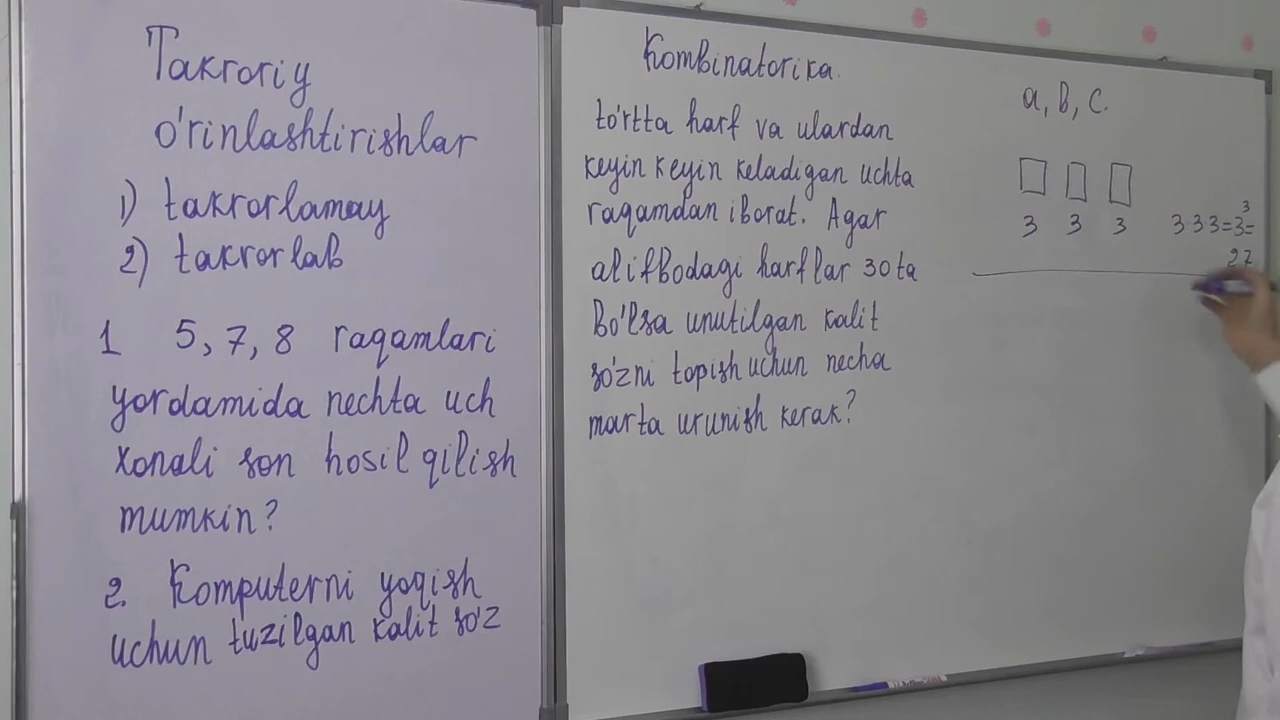 Takroriy
o'rinlashtirishlar
1) takrorlamay
2) takrorlab
1 5, 7, 8 raqamlari
yordamida nechta uch
xonali son hosil qilish
mumkin?
2. Komputerni yoqish
uchun tuzilgan kalit so'z
Kombinatorika.
to'rtta harf va ulardan
keyin keyin keladigan uchta
raqamdan iborat. Agar
alifbodagi harflar 30 ta
Bo'lsa unutilgan kalit
so'zni topish uchun necha
marta urunish kerak?
a, b, c.
3 3 3 3·3·3=3³=
27